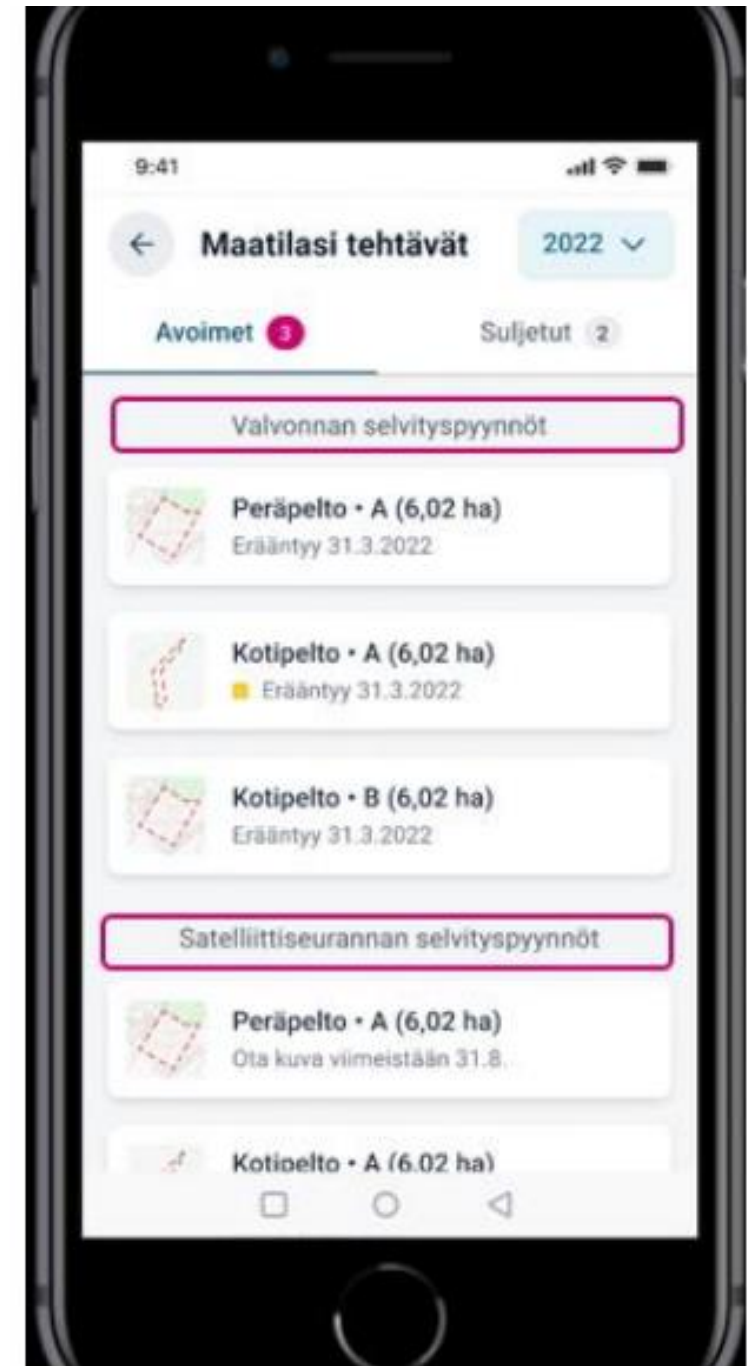 9:41
Maatilasi tehtävät
2022
Avoimet 3
Suljetut 2
Valvonnan selvityspyynnöt
Peräpelto • A (6,02 ha)
Erääntyy 31.3.2022
Kotipelto • A (6,02 ha)
Erääntyy 31.3.2022
Kotipelto • B (6,02 ha)
Erääntyy 31.3.2022
Satelliittiseurannan selvityspyynnöt
Peräpelto • A (6,02 ha)
Ota kuva viimeistään 31.8.
Kotipelto • A (6,02 ha)